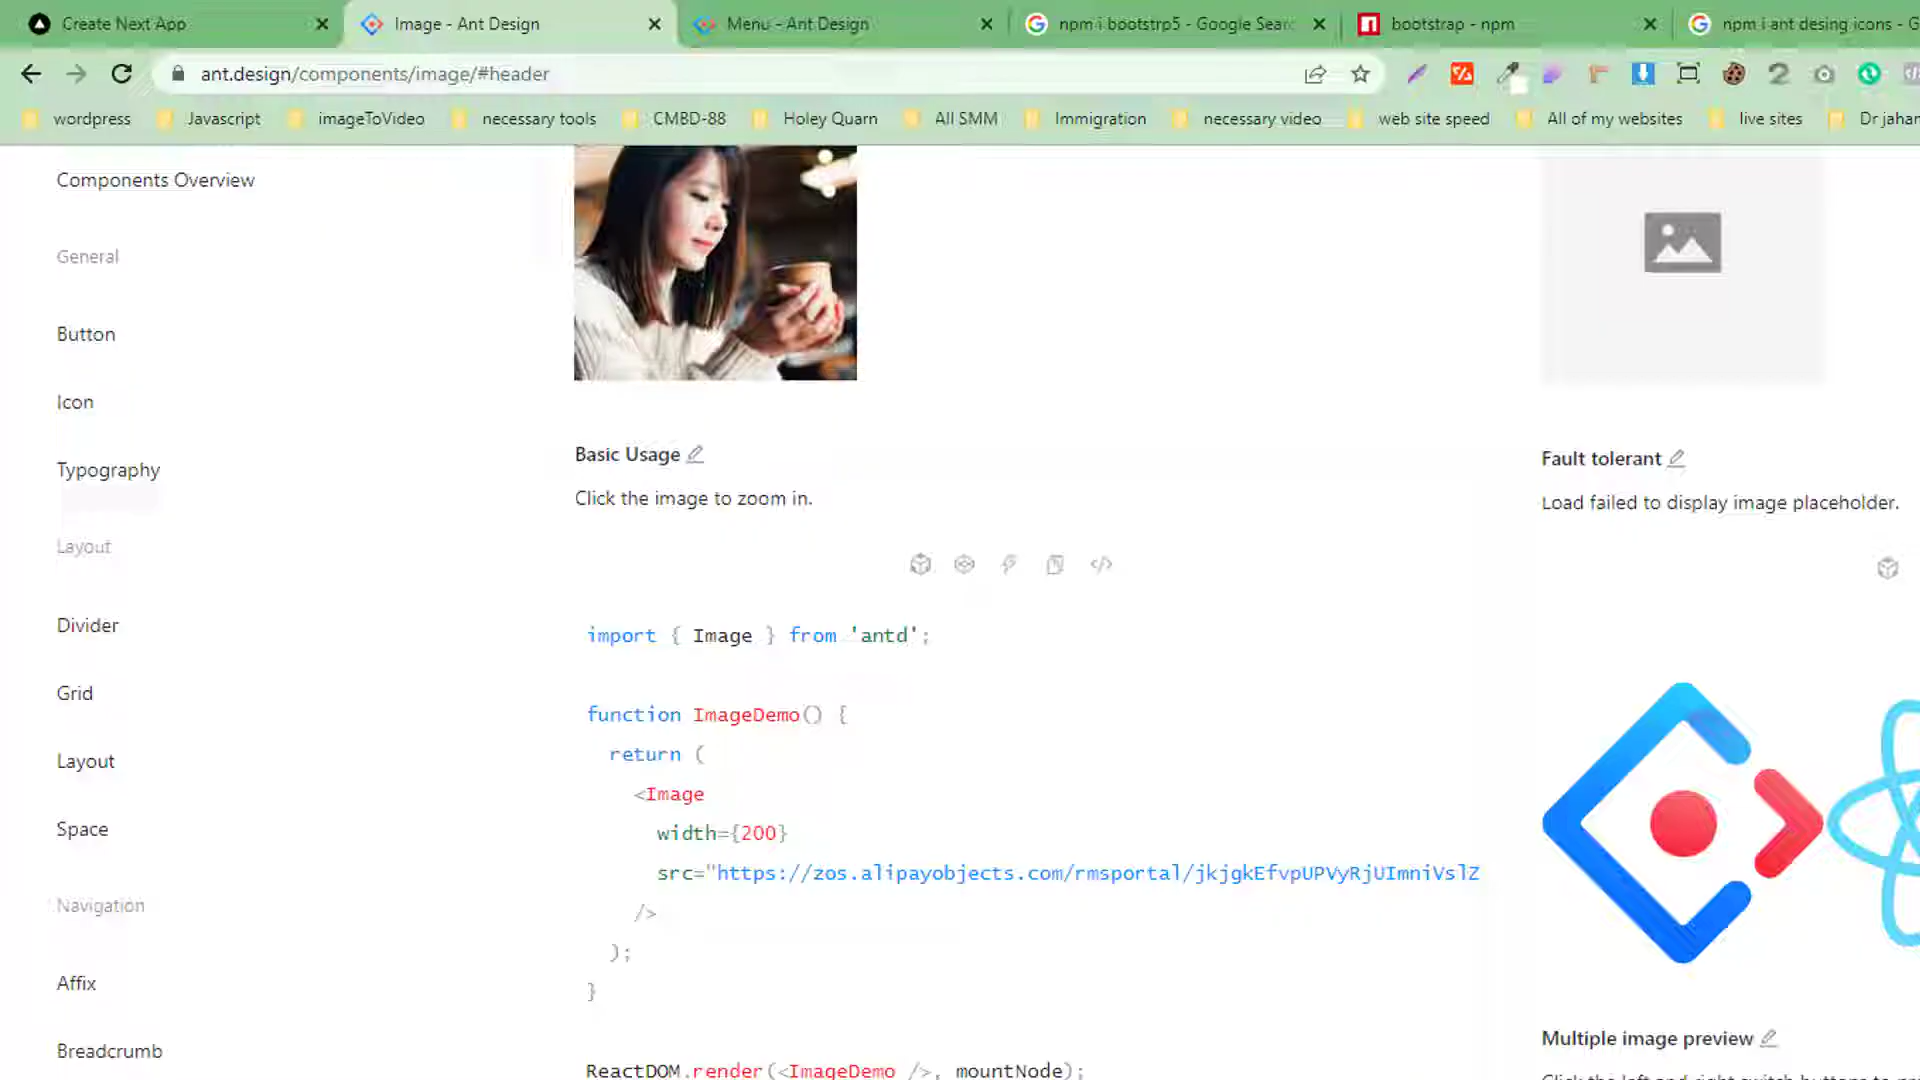 Create Next App
Image - Ant Design
Menu - Ant Design
npm i bootstrp5 - Google Sear
bootstrap - npm
npm i ant desing icons - G
ant.design/components/image/#header
wordpress
Javascript
imageToVideo
necessary tools
CMBD-88
Holey Quarn
All SMM
Immigration
necessary video
web site speed
All of my websites
live sites
Dr jahan
Components Overview
General
Button
Icon
Typography
Layout
Divider
Grid
Layout
Space
Navigation
Affix
Breadcrumb
Basic Usage
Click the image to zoom in.
import { Image } from 'antd';
function ImageDemo() {
return (
<Image
width={200}
src="https://zos.alipayobjects.com/rmsportal/jkjgkEfvpUPVyRjUImniVslZ
/>
);
}
ReactDOM.render(<ImageDemo />, mountNode);
Fault tolerant
Load failed to display image placeholder.
Multiple image preview